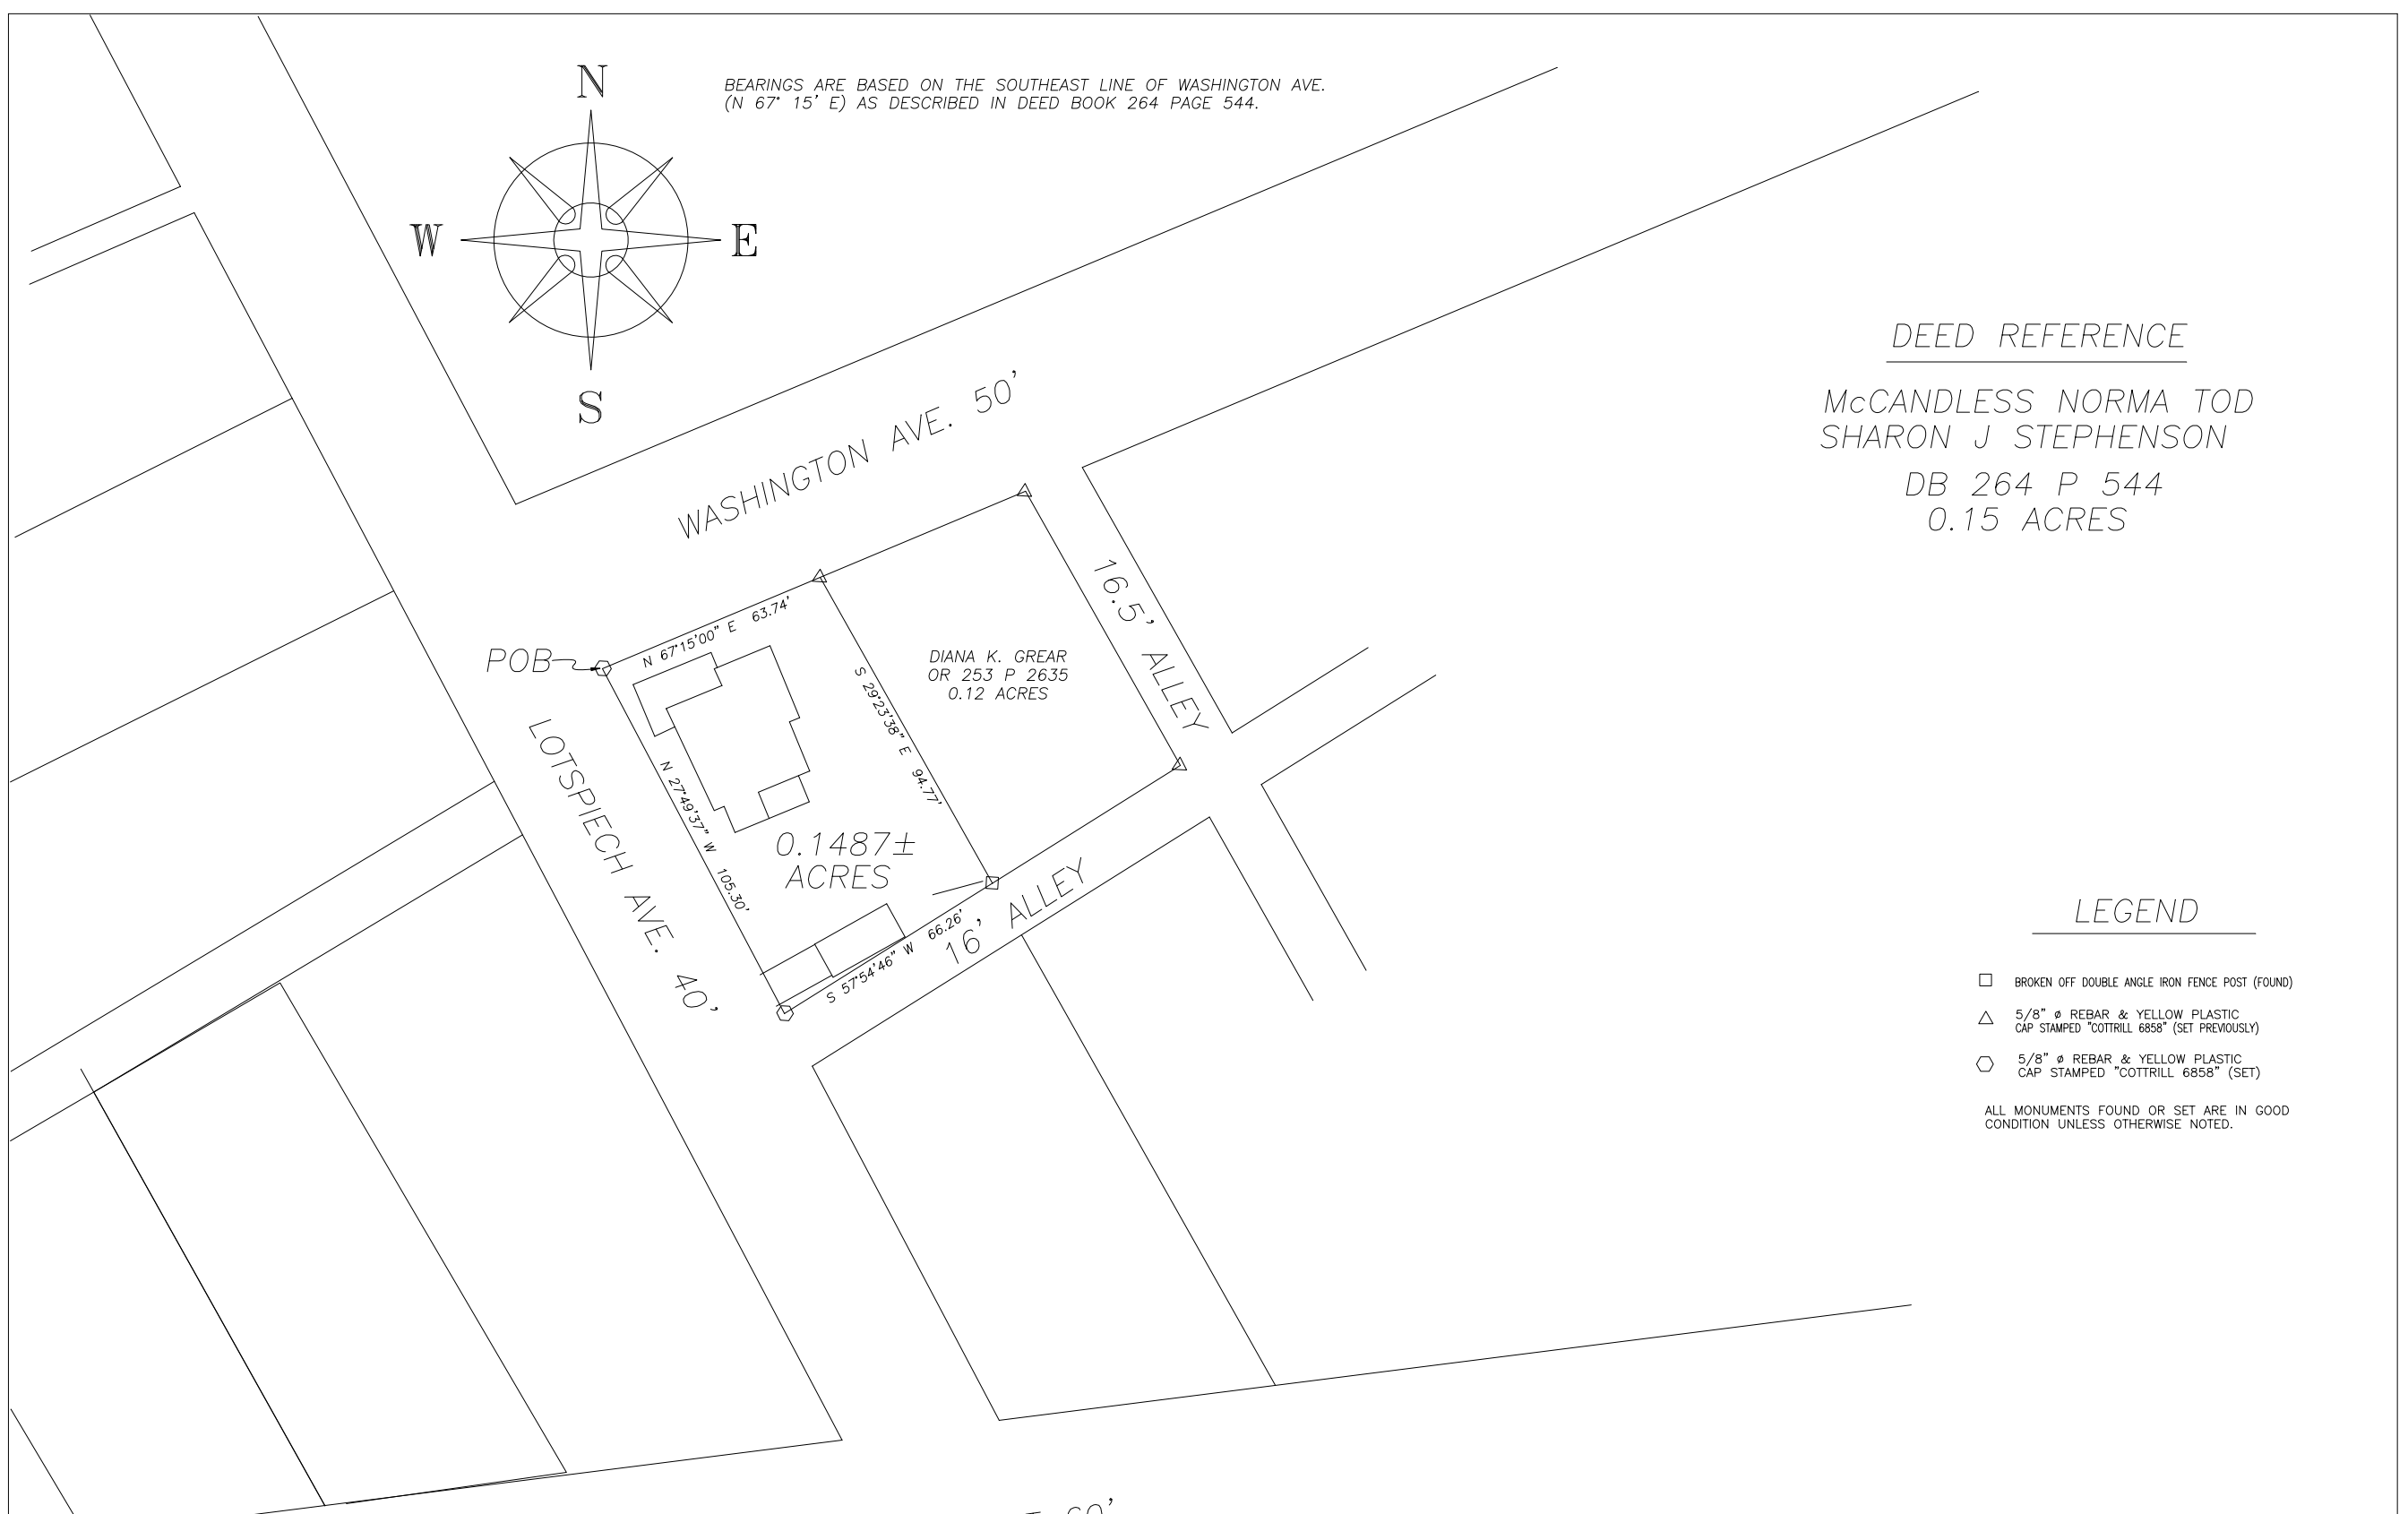 N
W
E
S
BEARINGS ARE BASED ON THE SOUTHEAST LINE OF WASHINGTON AVE.
(N 67° 15' E) AS DESCRIBED IN DEED BOOK 264 PAGE 544.
DEED REFERENCE
McCANDLESS NORMA TOD
SHARON J STEPHENSON
DB 264 P 544
0.15 ACRES
WASHINGTON AVE. 50'
16.5' ALLEY
POB
N 67°15'00" E 63.74'
DIANA K. GREAR
OR 253 P 2635
0.12 ACRES
S 29°23'38" E 94.77'
LOTSPIECH AVE. 40'
N 27°49'37" W 105.30'
0.1487±
ACRES
S 57°54'46" W 66.26'
16' ALLEY
LEGEND
BROKEN OFF DOUBLE ANGLE IRON FENCE POST (FOUND)
5/8" ø REBAR & YELLOW PLASTIC
CAP STAMPED "COTTRILL 6858" (SET PREVIOUSLY)
5/8" ø REBAR & YELLOW PLASTIC
CAP STAMPED "COTTRILL 6858" (SET)
ALL MONUMENTS FOUND OR SET ARE IN GOOD
CONDITION UNLESS OTHERWISE NOTED.